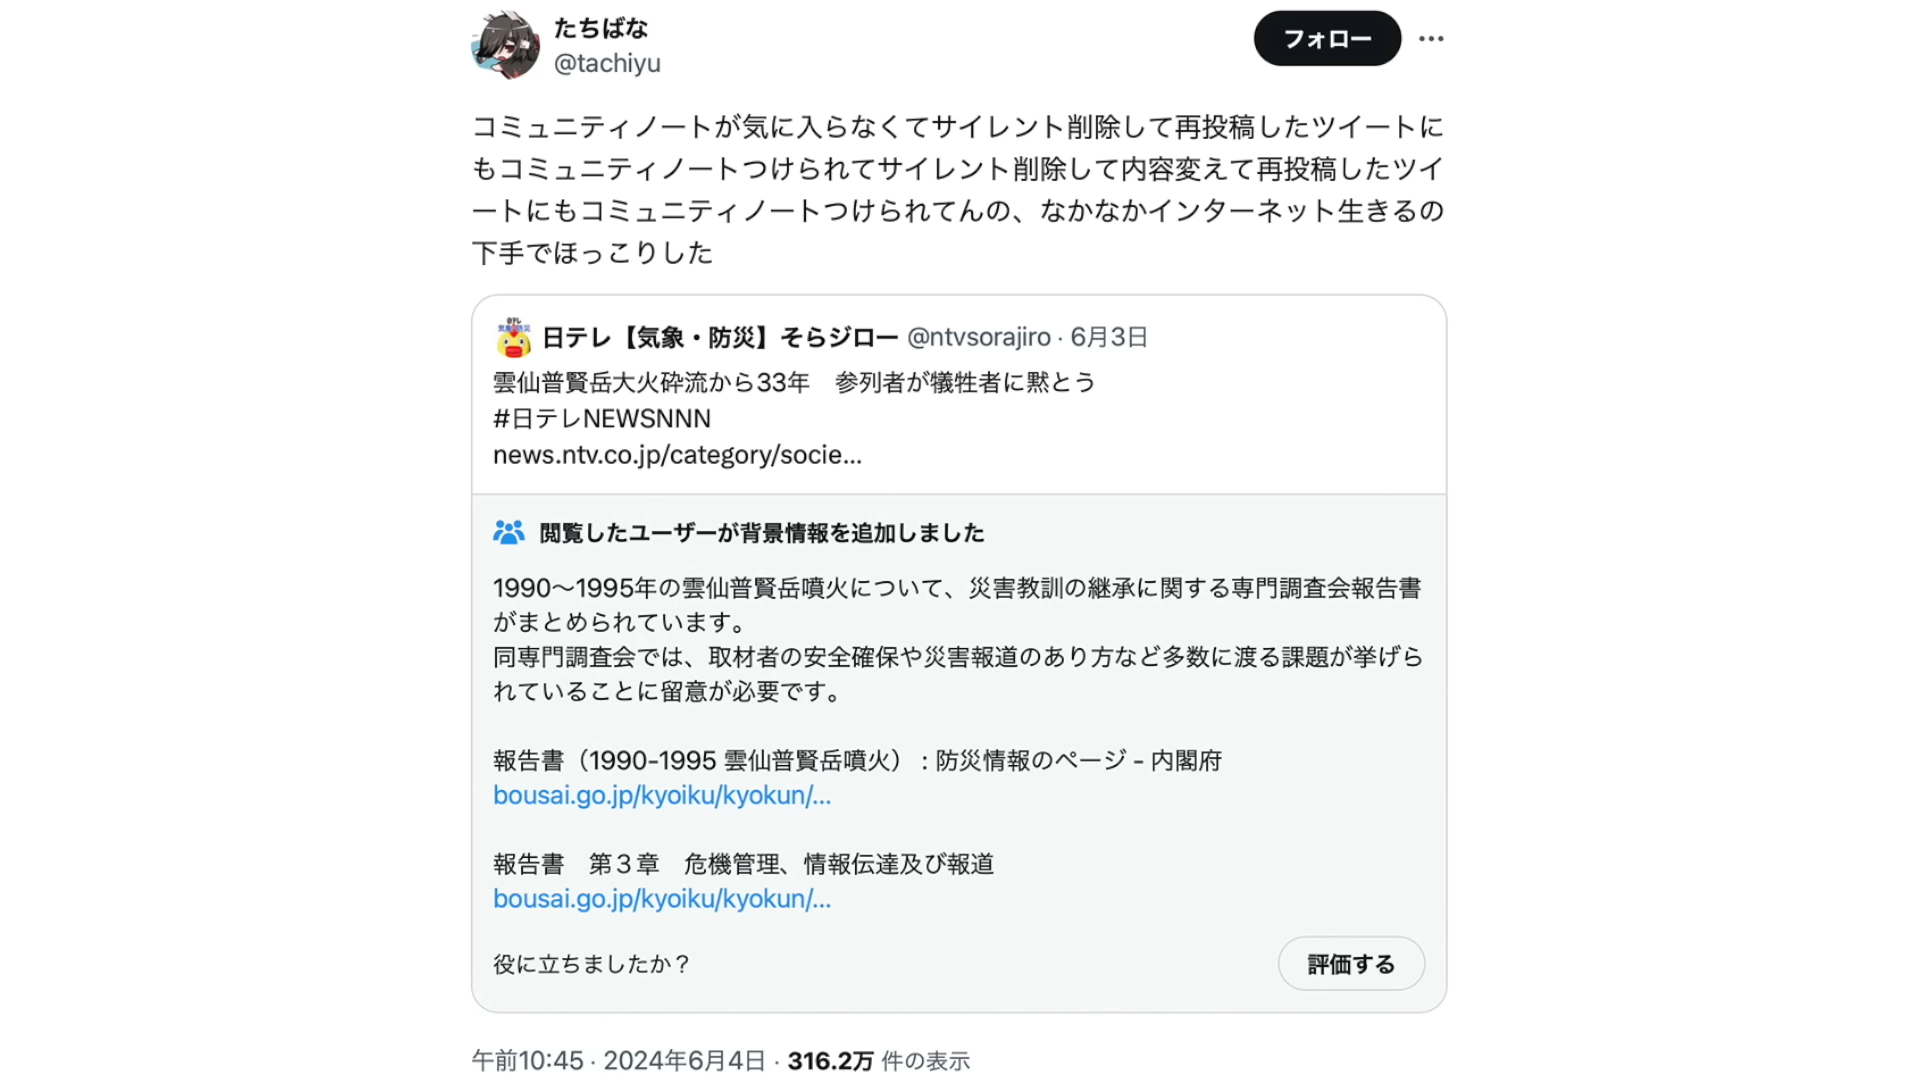 たちばな
@tachiyu
フォロー
コミュニティノートが気に入らなくてサイレント削除して再投稿したツイートに
もコミュニティノートつけられてサイレント削除して内容変えて再投稿したツイ
ートにもコミュニティノートつけられてんの、なかなかインターネット生きるの
下手でほっこりした
日テレ【気象・防災】そらジロー @ntvsorajiro · 6月3日
雲仙普賢岳大火砕流から33年　参列者が犠牲者に黙とう
#日テレNEWSNNN
news.ntv.co.jp/category/socie...
閲覧したユーザーが背景情報を追加しました
1990〜1995年の雲仙普賢岳噴火について、災害教訓の継承に関する専門調査会報告書
がまとめられています。
同専門調査会では、取材者の安全確保や災害報道のあり方など多数に渡る課題が挙げら
れていることに留意が必要です。
報告書（1990-1995 雲仙普賢岳噴火） : 防災情報のページ - 内閣府
bousai.go.jp/kyoiku/kyokun/...
報告書　第３章　危機管理、情報伝達及び報道
bousai.go.jp/kyoiku/kyokun/...
役に立ちましたか？
評価する
午前10:45 · 2024年6月4日 · 316.2万 件の表示